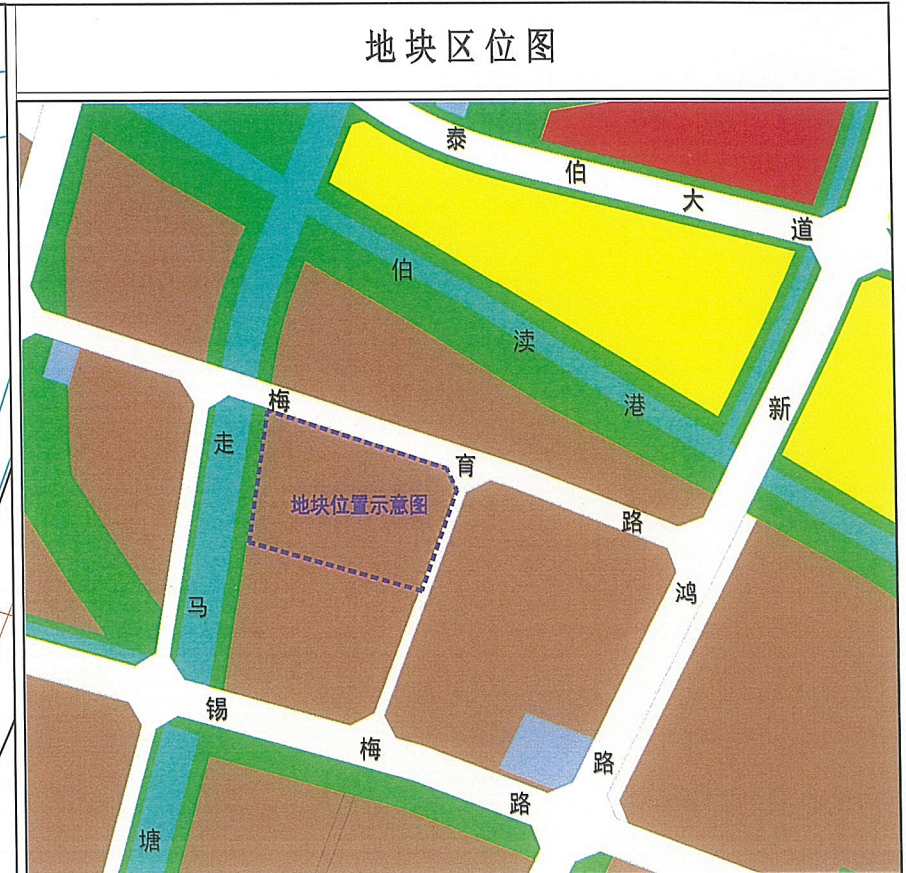 地块区位图
泰伯大道
伯渎港
梅育路
新鸿路
走马塘
地块位置示意图
锡梅路